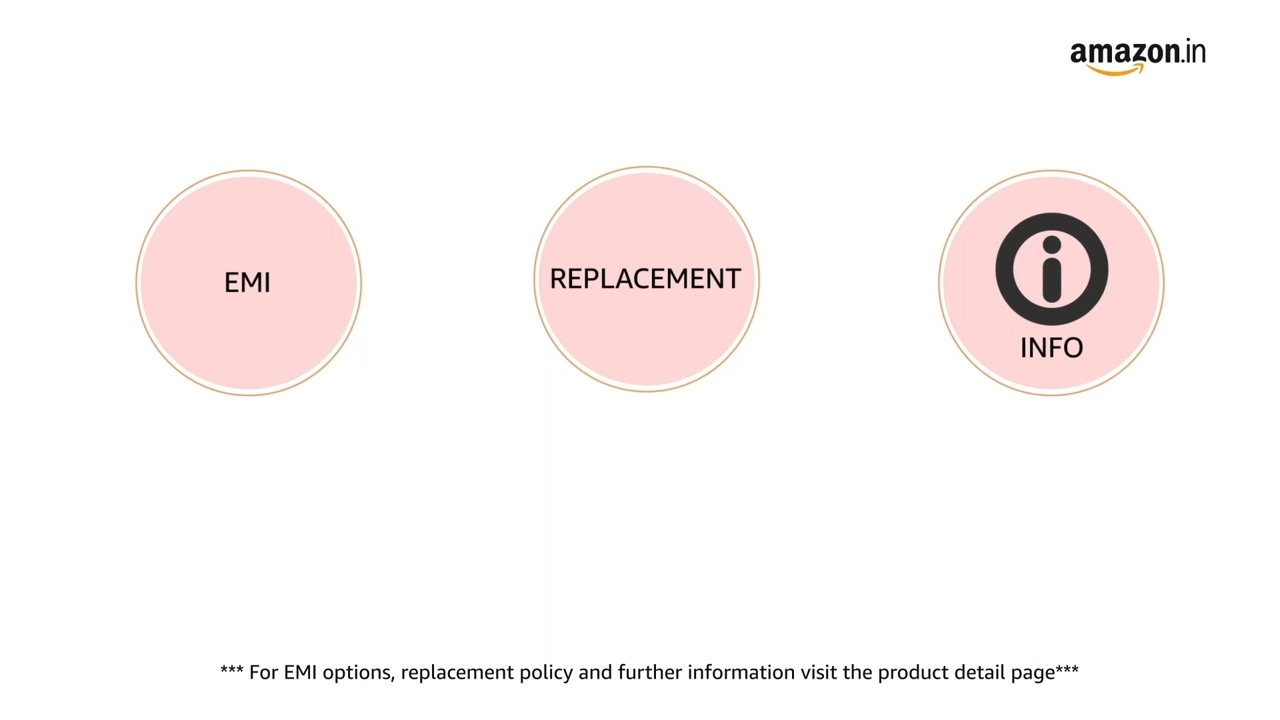 amazon.in
EMI
REPLACEMENT
INFO
*** For EMI options, replacement policy and further information visit the product detail page***